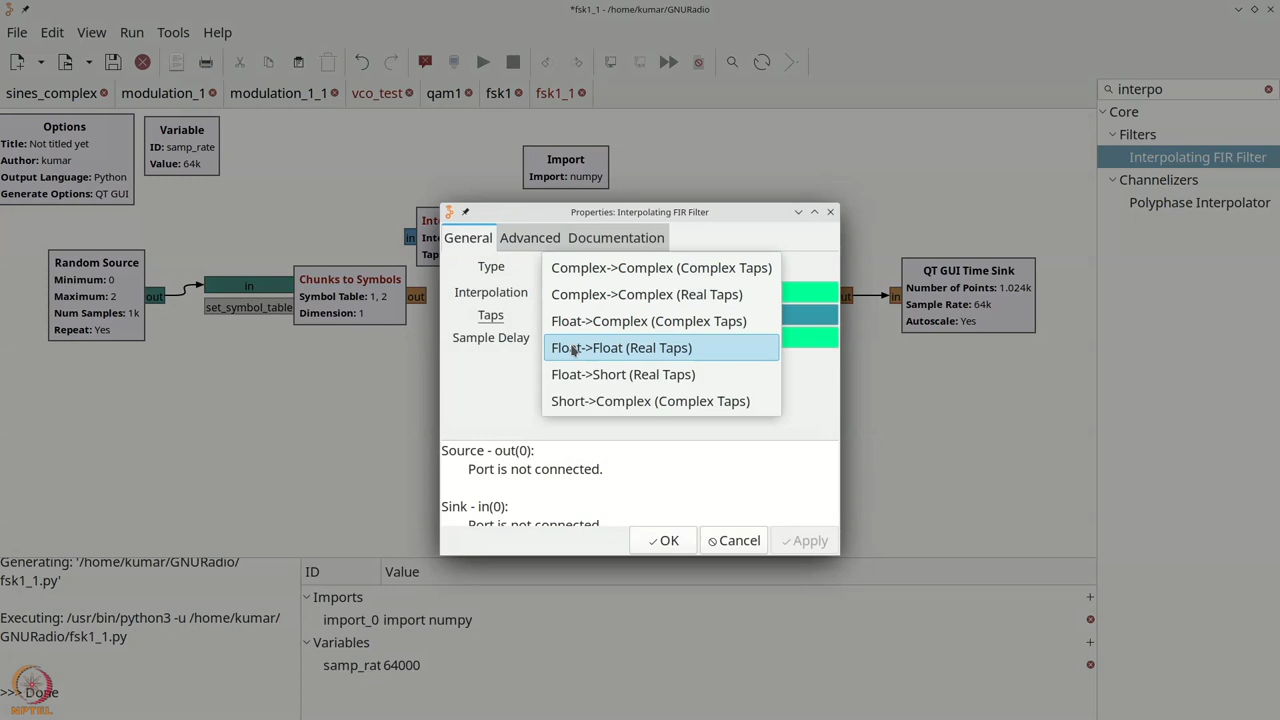 *fsk1_1 - /home/kumar/GNURadio
File Edit View Run Tools Help
sines_complex modulation_1 modulation_1_1 vco_test qam1 fsk1 fsk1_1
interpo
Core
Filters
Interpolating FIR Filter
Channelizers
Polyphase Interpolator
Options
Title: Not titled yet
Author: kumar
Output Language: Python
Generate Options: QT GUI
Variable
ID: samp_rate
Value: 64k
Import
Import: numpy
in
Random Source
Minimum: 0
Maximum: 2
Num Samples: 1k
Repeat: Yes
out
in
set_symbol_table
Chunks to Symbols
Symbol Table: 1, 2
Dimension: 1
out
Properties: Interpolating FIR Filter
General Advanced Documentation
Type
Interpolation
Taps
Sample Delay
Complex->Complex (Complex Taps)
Complex->Complex (Real Taps)
Float->Complex (Complex Taps)
Float->Float (Real Taps)
Float->Short (Real Taps)
Short->Complex (Complex Taps)
Source - out(0):
Port is not connected.
Sink - in(0):
Port is not connected.
OK Cancel Apply
in
QT GUI Time Sink
Number of Points: 1.024k
Sample Rate: 64k
Autoscale: Yes
Generating: '/home/kumar/GNURadio/
fsk1_1.py'
Executing: /usr/bin/python3 -u /home/kumar/
GNURadio/fsk1_1.py
>>> Done
NPTEL
ID Value
Imports
import_0 import numpy
Variables
samp_rat 64000